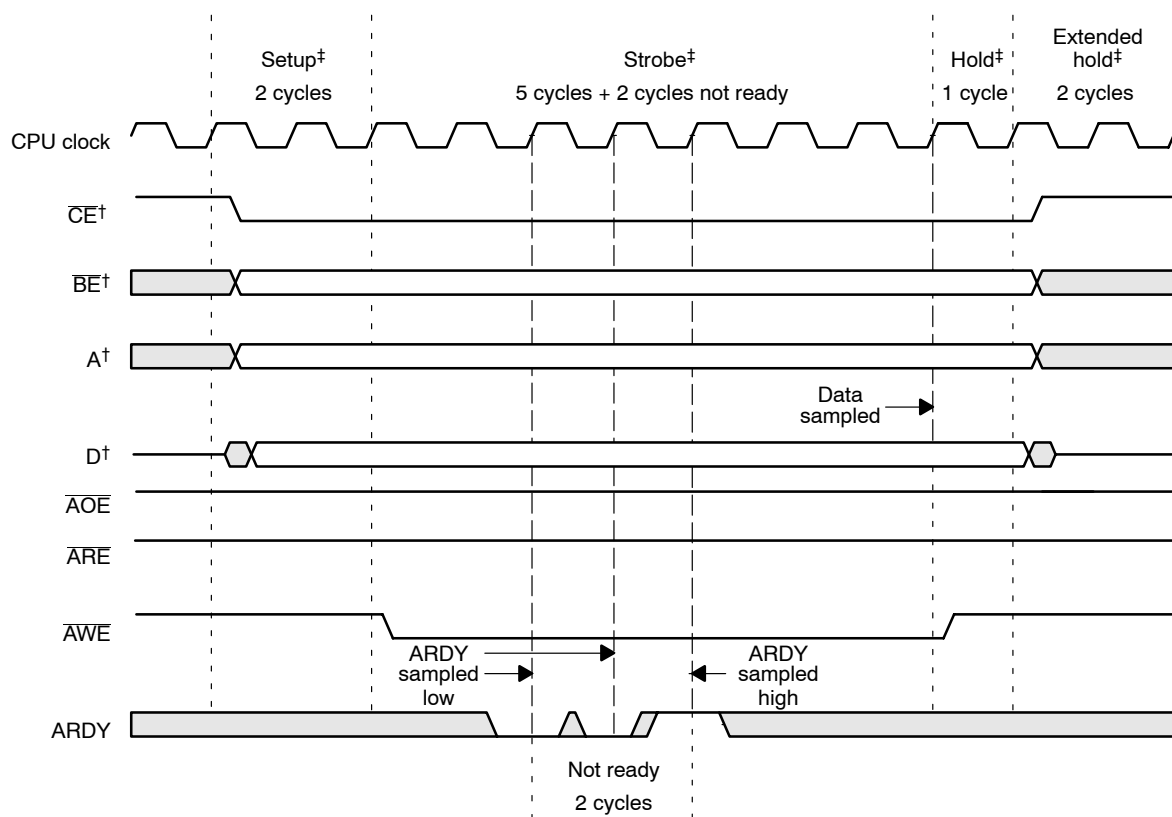 Setup‡
2 cycles
Strobe‡
5 cycles + 2 cycles not ready
Hold‡
1 cycle
Extended
hold‡
2 cycles
CPU clock
CE†
BE†
A†
Data
sampled
D†
AOE
ARE
AWE
ARDY
sampled
low
ARDY
sampled
high
ARDY
Not ready
2 cycles